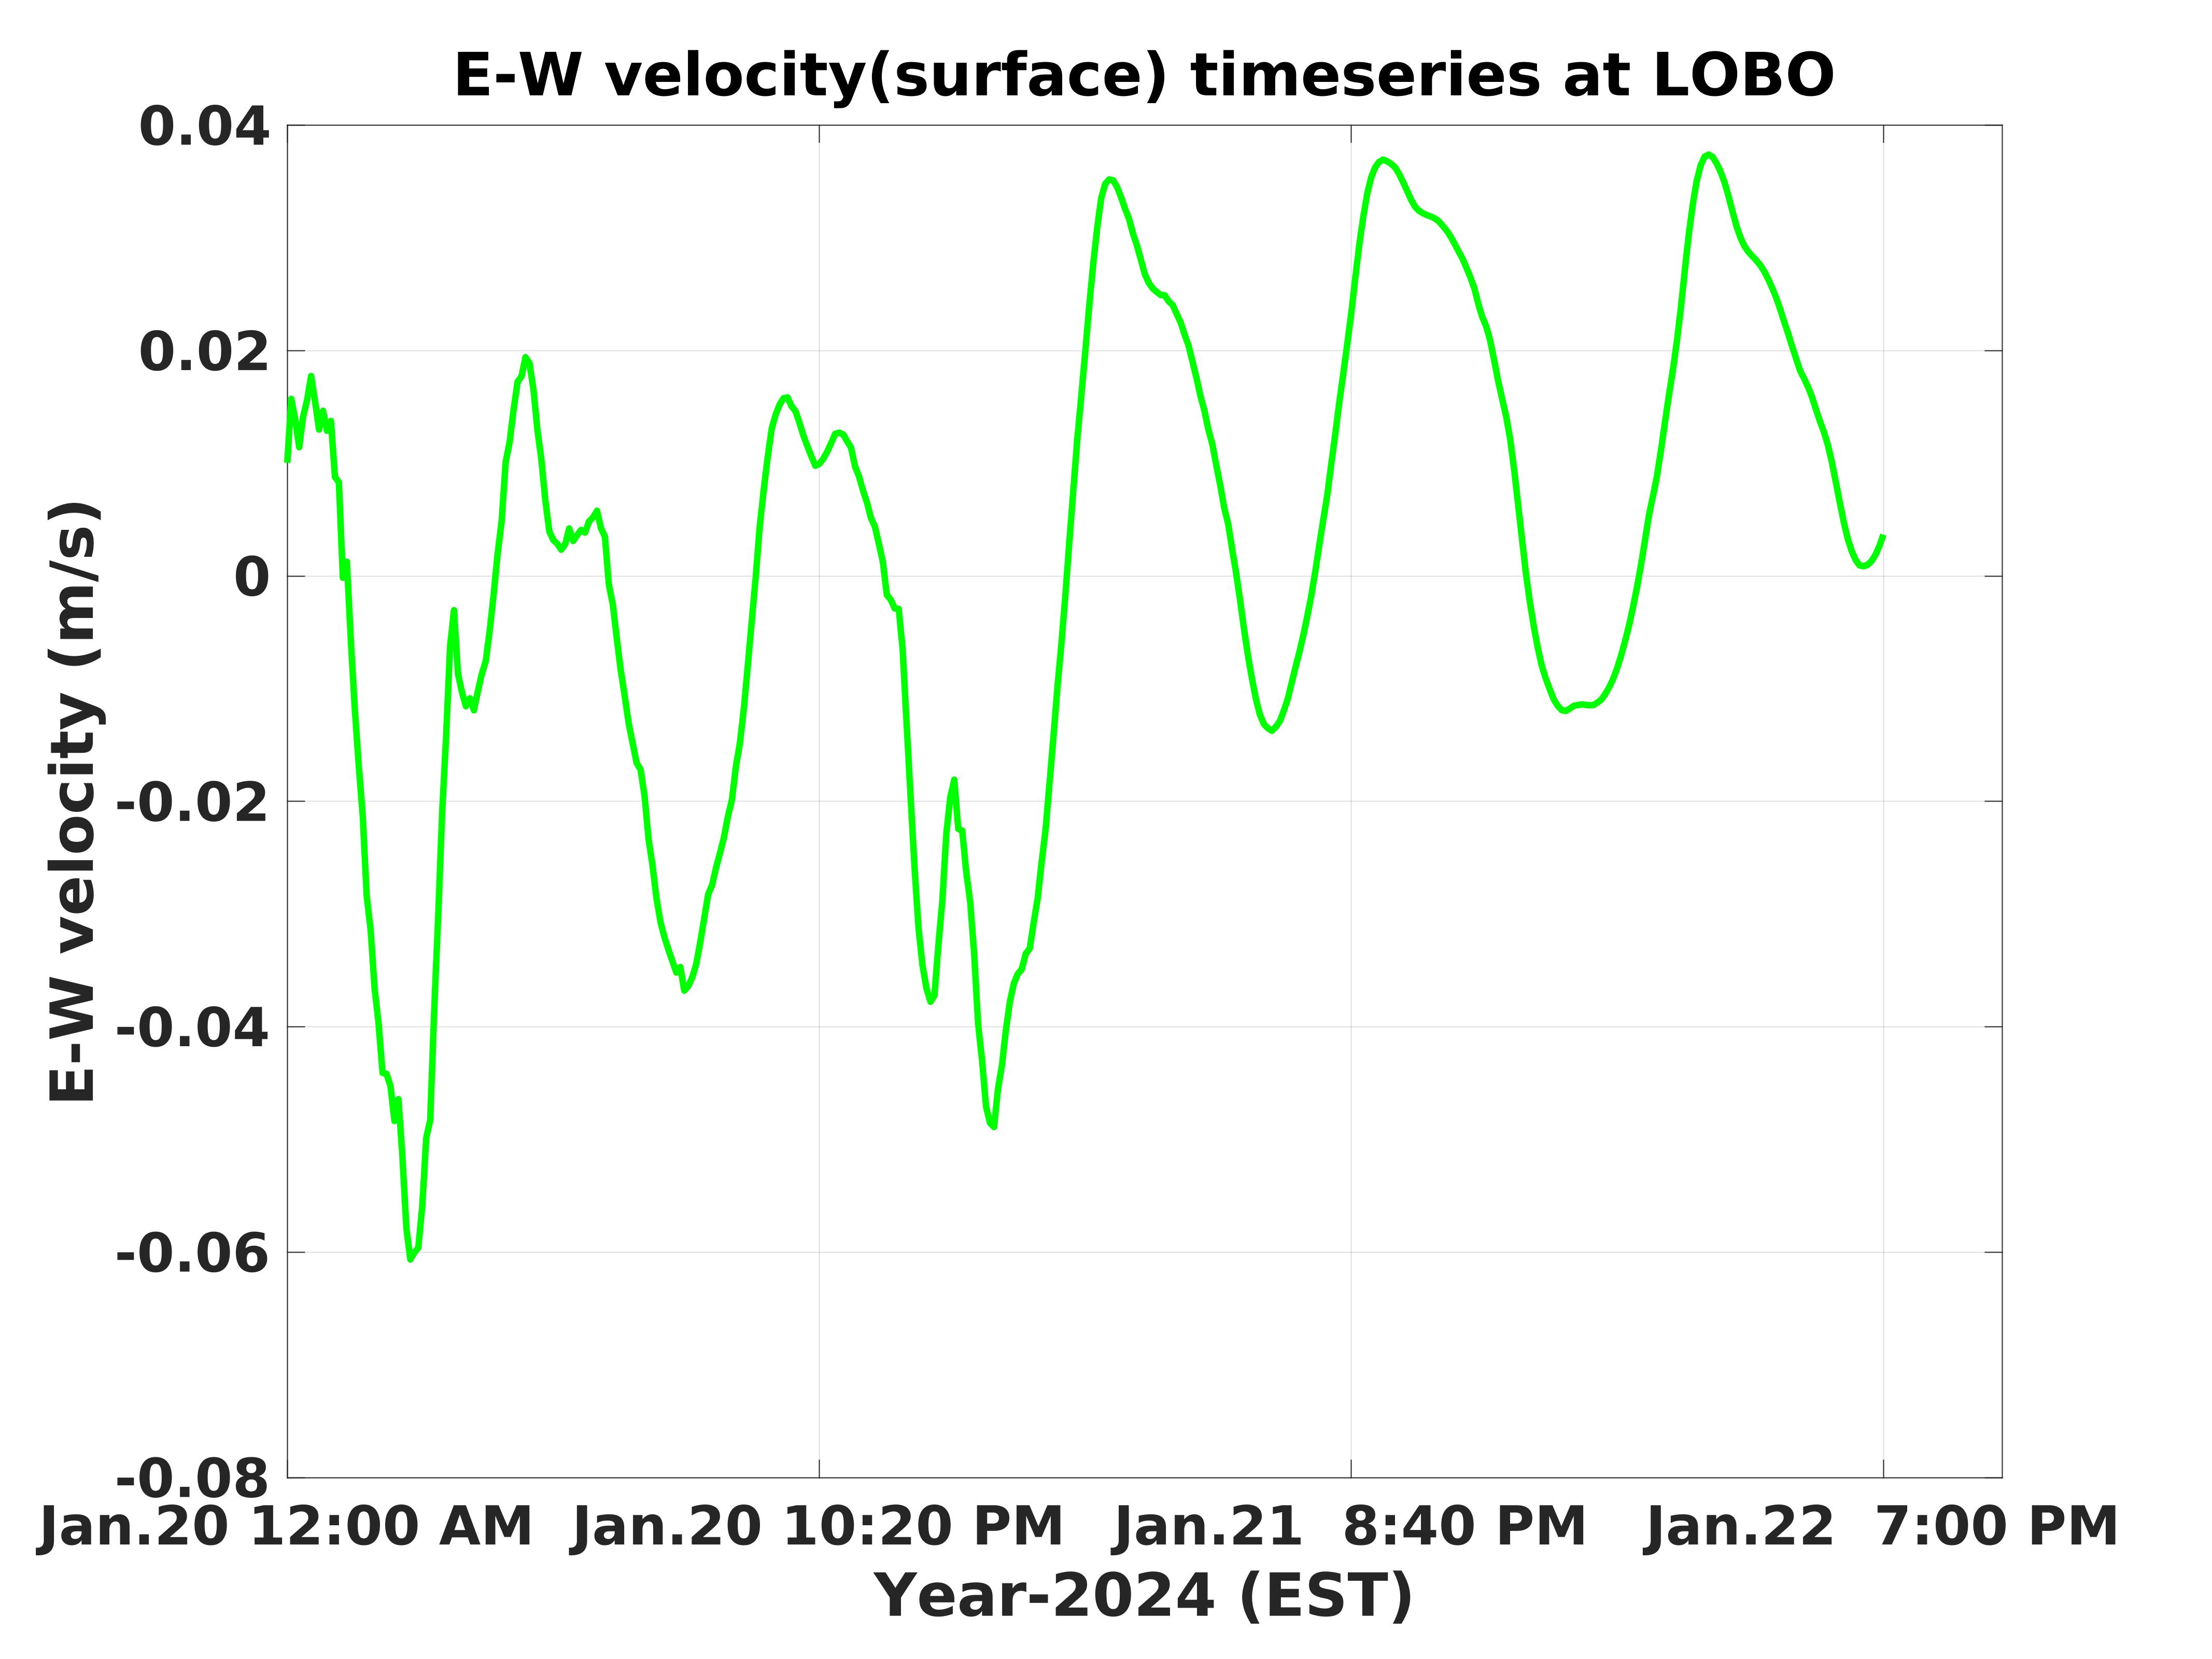 E-W velocity(surface) timeseries at LOBO
E-W velocity (m/s)
0.04
0.02
0
-0.02
-0.04
-0.06
-0.08
Jan.20 12:00 AM
Jan.20 10:20 PM
Jan.21 8:40 PM
Jan.22 7:00 PM
Year-2024 (EST)